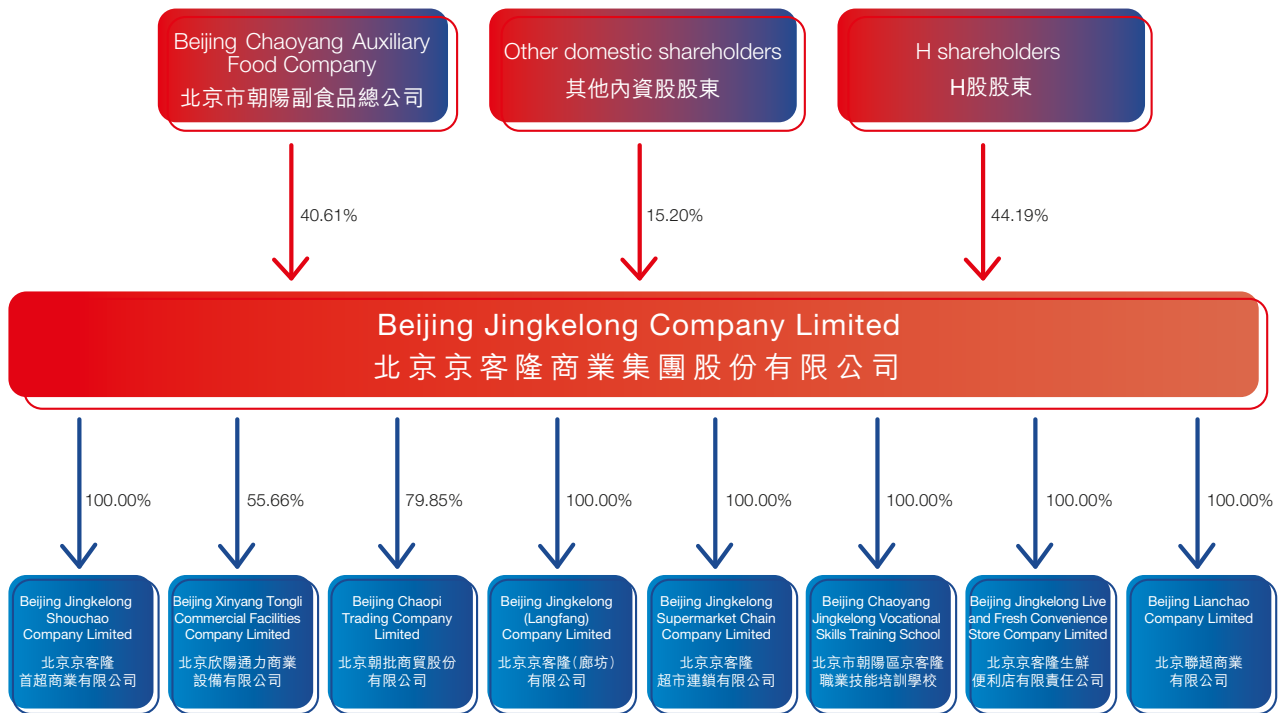 Beijing Chaoyang Auxiliary
Food Company
北京市朝陽副食品總公司
Other domestic shareholders
其他內資股股東
H shareholders
H股股東
40.61%
15.20%
44.19%
Beijing Jingkelong Company Limited
北京京客隆商業集團股份有限公司
100.00%
55.66%
79.85%
100.00%
100.00%
100.00%
100.00%
100.00%
Beijing Jingkelong
Shouchao
Company Limited
北京京客隆
首超商業有限公司
Beijing Xinyang Tongli
Commercial Facilities
Company Limited
北京欣陽通力商業
設備有限公司
Beijing Chaopi
Trading Company
Limited
北京朝批商貿股份
有限公司
Beijing Jingkelong
(Langfang)
Company Limited
北京京客隆(廊坊)
有限公司
Beijing Jingkelong
Supermarket Chain
Company Limited
北京京客隆
超市連鎖有限公司
Beijing Chaoyang
Jingkelong Vocational
Skills Training School
北京市朝陽區京客隆
職業技能培訓學校
Beijing Jingkelong Live
and Fresh Convenience
Store Company Limited
北京京客隆生鮮
便利店有限責任公司
Beijing Lianchao
Company Limited
北京聯超商業
有限公司